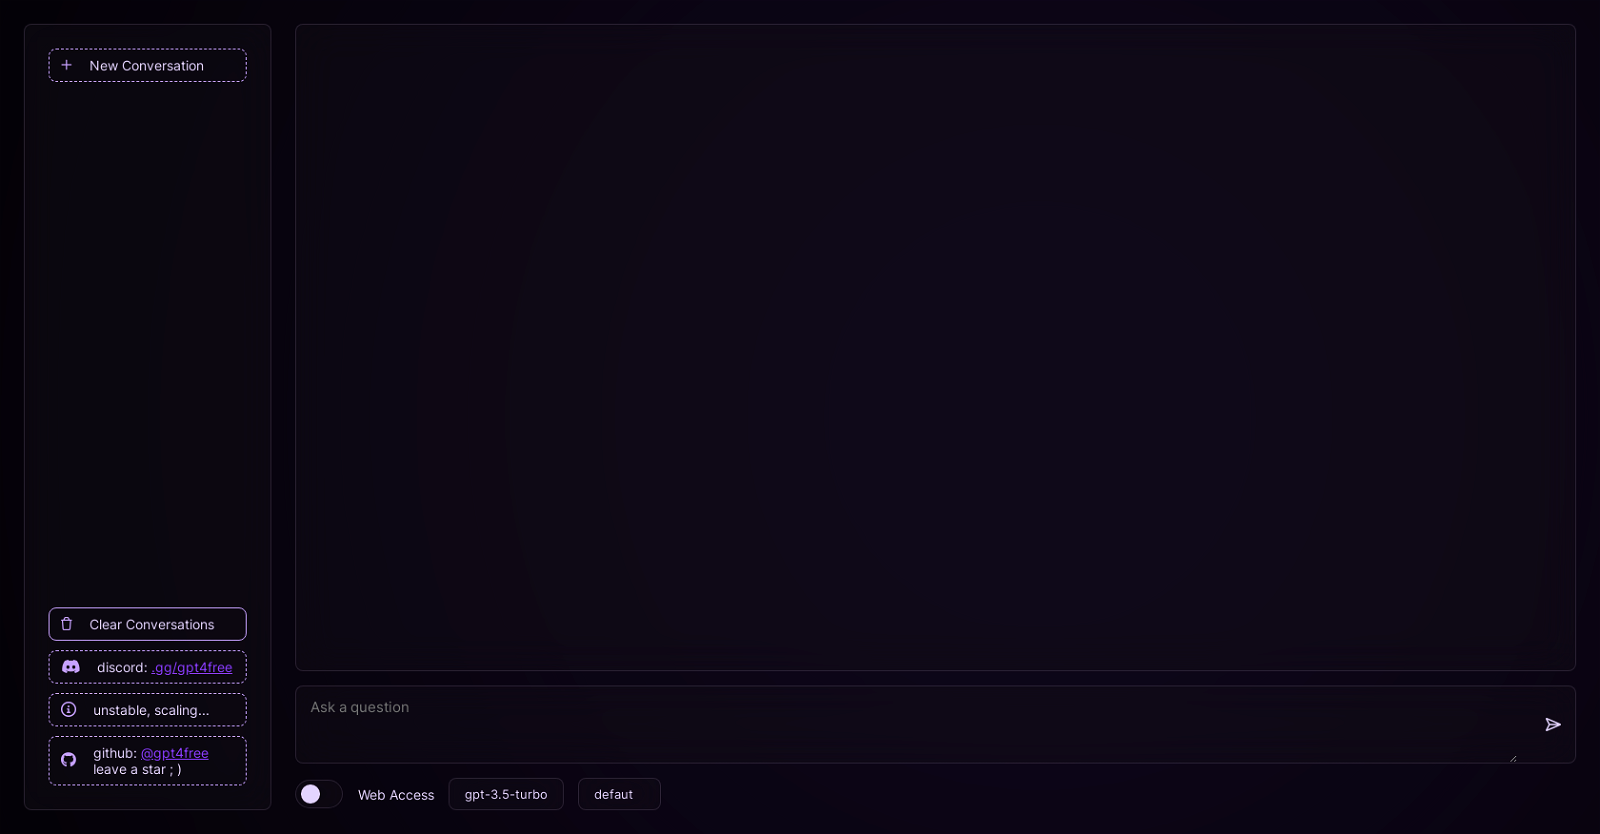 New Conversation
Clear Conversations
discord: .gg/gpt4free
unstable, scaling...
github: @gpt4free
leave a star ; )
Ask a question
Web Access
gpt-3.5-turbo
defaut